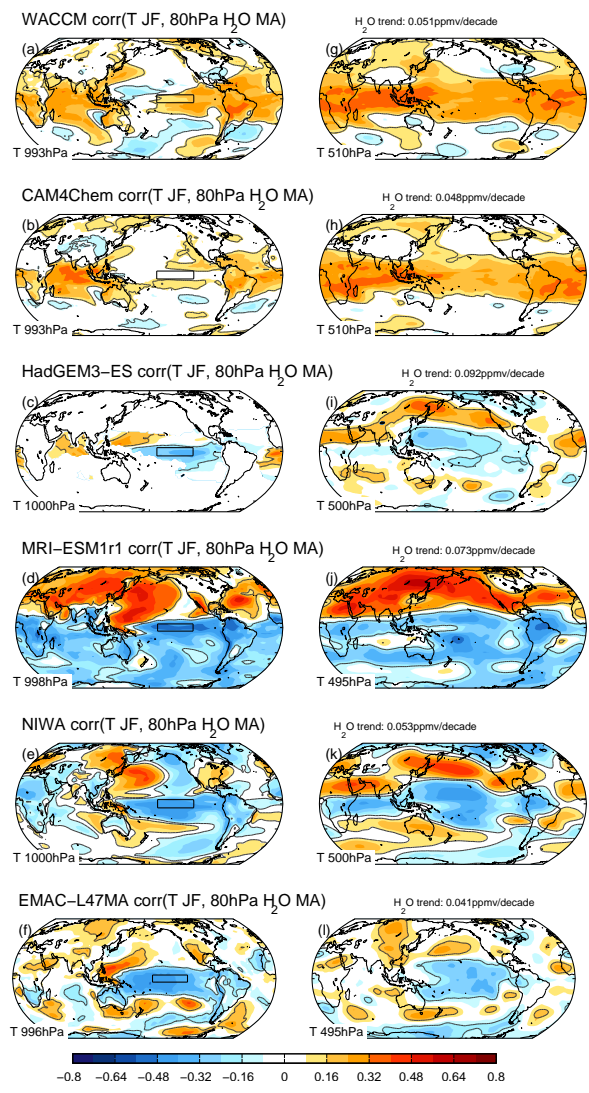 WACCM corr(T JF, 80hPa H2O MA)
H2O trend: 0.051ppmv/decade
(a)
(g)
T 993hPa
T 510hPa
CAM4Chem corr(T JF, 80hPa H2O MA)
H2O trend: 0.048ppmv/decade
(b)
(h)
T 993hPa
T 510hPa
HadGEM3−ES corr(T JF, 80hPa H2O MA)
H2O trend: 0.092ppmv/decade
(c)
(i)
T 1000hPa
T 500hPa
MRI−ESM1r1 corr(T JF, 80hPa H2O MA)
H2O trend: 0.073ppmv/decade
(d)
(j)
T 998hPa
T 495hPa
NIWA corr(T JF, 80hPa H2O MA)
H2O trend: 0.053ppmv/decade
(e)
(k)
T 1000hPa
T 500hPa
EMAC−L47MA corr(T JF, 80hPa H2O MA)
H2O trend: 0.041ppmv/decade
(f)
(l)
T 996hPa
T 495hPa
−0.8 −0.64 −0.48 −0.32 −0.16 0 0.16 0.32 0.48 0.64 0.8